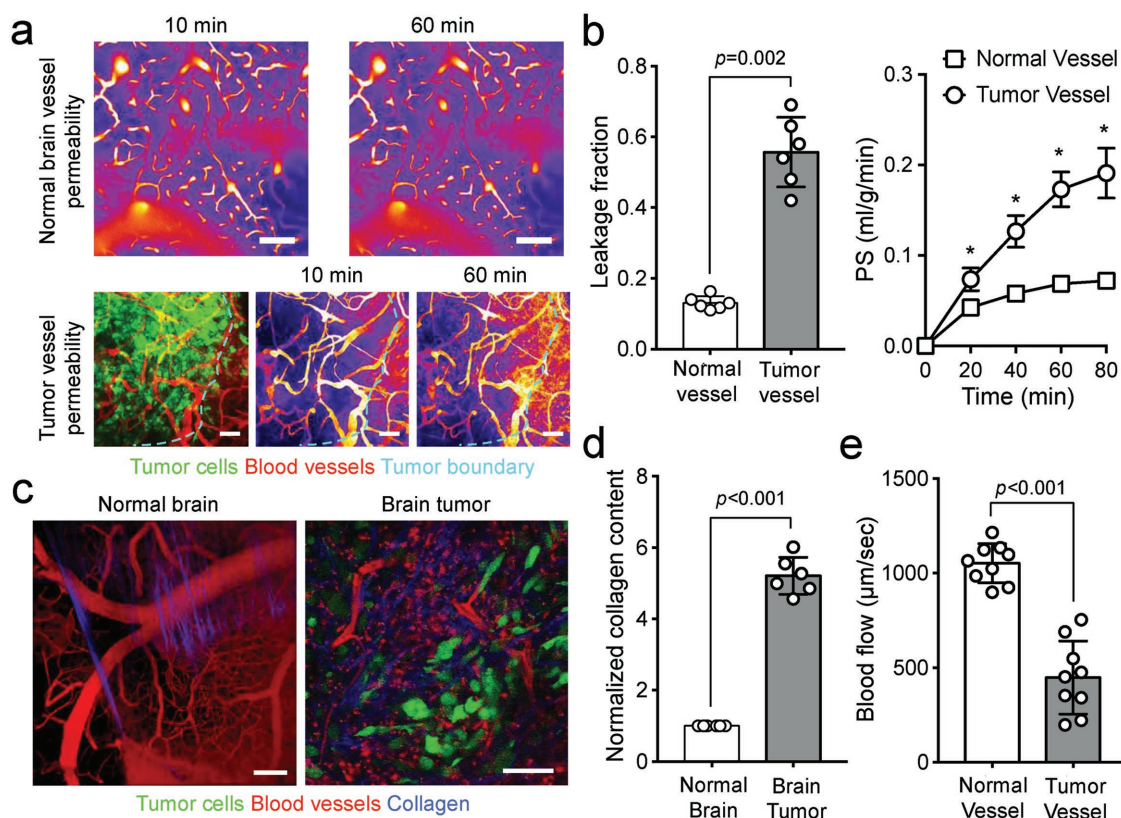 a
10 min
60 min
Normal brain vessel
permeability
10 min
60 min
Tumor vessel
permeability
Tumor cells Blood vessels Tumor boundary
b
0.8
0.6
0.4
0.2
0.0
Leakage fraction
p=0.002
Normal
vessel
Tumor
vessel
Normal Vessel
Tumor Vessel
0.3
0.2
0.1
0.0
PS (ml/g/min)
*
*
*
*
0
20
40
60
80
Time (min)
c
Normal brain
Brain tumor
Tumor cells Blood vessels Collagen
d
8
6
4
2
0
Normalized collagen content
p<0.001
Normal
Brain
Brain
Tumor
e
1500
1000
500
0
Blood flow (µm/sec)
p<0.001
Normal
Vessel
Tumor
Vessel